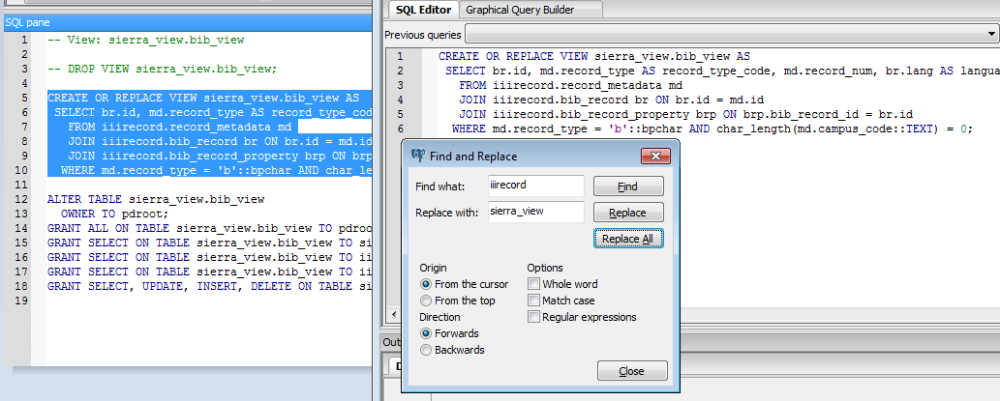 SQL pane
1 -- View: sierra_view.bib_view
2
3 -- DROP VIEW sierra_view.bib_view;
4
5 CREATE OR REPLACE VIEW sierra_view.bib_view AS
6 SELECT br.id, md.record_type AS record_type_cod
7 FROM iiirecord.record_metadata md
8 JOIN iiirecord.bib_record br ON br.id = md.id
9 JOIN iiirecord.bib_record_property brp ON brp
10 WHERE md.record_type = 'b'::bpchar AND char_le
11
12 ALTER TABLE sierra_view.bib_view
13 OWNER TO pdroot;
14 GRANT ALL ON TABLE sierra_view.bib_view TO pdroo
15 GRANT SELECT ON TABLE sierra_view.bib_view TO si
16 GRANT SELECT ON TABLE sierra_view.bib_view TO ii
17 GRANT SELECT ON TABLE sierra_view.bib_view TO ii
18 GRANT SELECT, UPDATE, INSERT, DELETE ON TABLE si
19
SQL Editor Graphical Query Builder
Previous queries
1 CREATE OR REPLACE VIEW sierra_view.bib_view AS
2 SELECT br.id, md.record_type AS record_type_code, md.record_num, br.lang AS langua
3 FROM iiirecord.record_metadata md
4 JOIN iiirecord.bib_record br ON br.id = md.id
5 JOIN iiirecord.bib_record_property brp ON brp.bib_record_id = br.id
6 WHERE md.record_type = 'b'::bpchar AND char_length(md.campus_code::TEXT) = 0;
Find and Replace
Find what: iiirecord Find
Replace with: sierra_view Replace
Replace All
Origin Options
From the cursor Whole word
From the top Match case
Direction Regular expressions
Forwards
Backwards
Close
Out
D